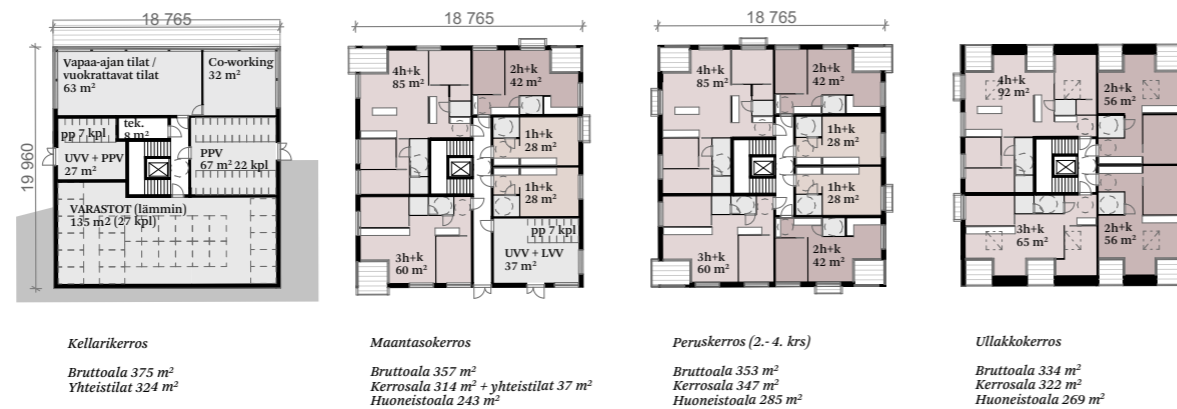 18 765
19 960
Vapaa-ajan tilat /
vuokrattavat tilat
63 m²
Co-working
32 m²
pp 7 kpl
tek.
8 m²
UVV + PPV
27 m²
PPV
67 m² 22 kpl
VARASTOT (lämmin)
135 m2 (27 kpl)
Kellarikerros
Bruttoala 375 m²
Yhteistilat 324 m²
18 765
4h+k
85 m²
2h+k
42 m²
1h+k
28 m²
1h+k
28 m²
pp 7 kpl
UVV + LVV
37 m²
3h+k
60 m²
Maantasokerros
Bruttoala 357 m²
Kerrosala 314 m² + yhteistilat 37 m²
Huoneistoala 243 m²
18 765
4h+k
85 m²
2h+k
42 m²
1h+k
28 m²
1h+k
28 m²
3h+k
60 m²
2h+k
42 m²
Peruskerros (2.- 4. krs)
Bruttoala 353 m²
Kerrosala 347 m²
Huoneistoala 285 m²
4h+k
92 m²
2h+k
56 m²
3h+k
65 m²
2h+k
56 m²
Ullakkokerros
Bruttoala 334 m²
Kerrosala 322 m²
Huoneistoala 269 m²